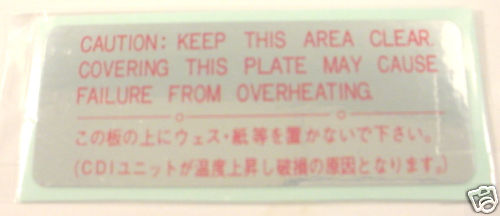 CAUTION: KEEP THIS AREA CLEAR.
COVERING THIS PLATE MAY CAUSE
FAILURE FROM OVERHEATING.
この板の上にウェス・紙等を置かないで下さい。
(CDIユニットが温度上昇し破損の原因となります。)
ebY